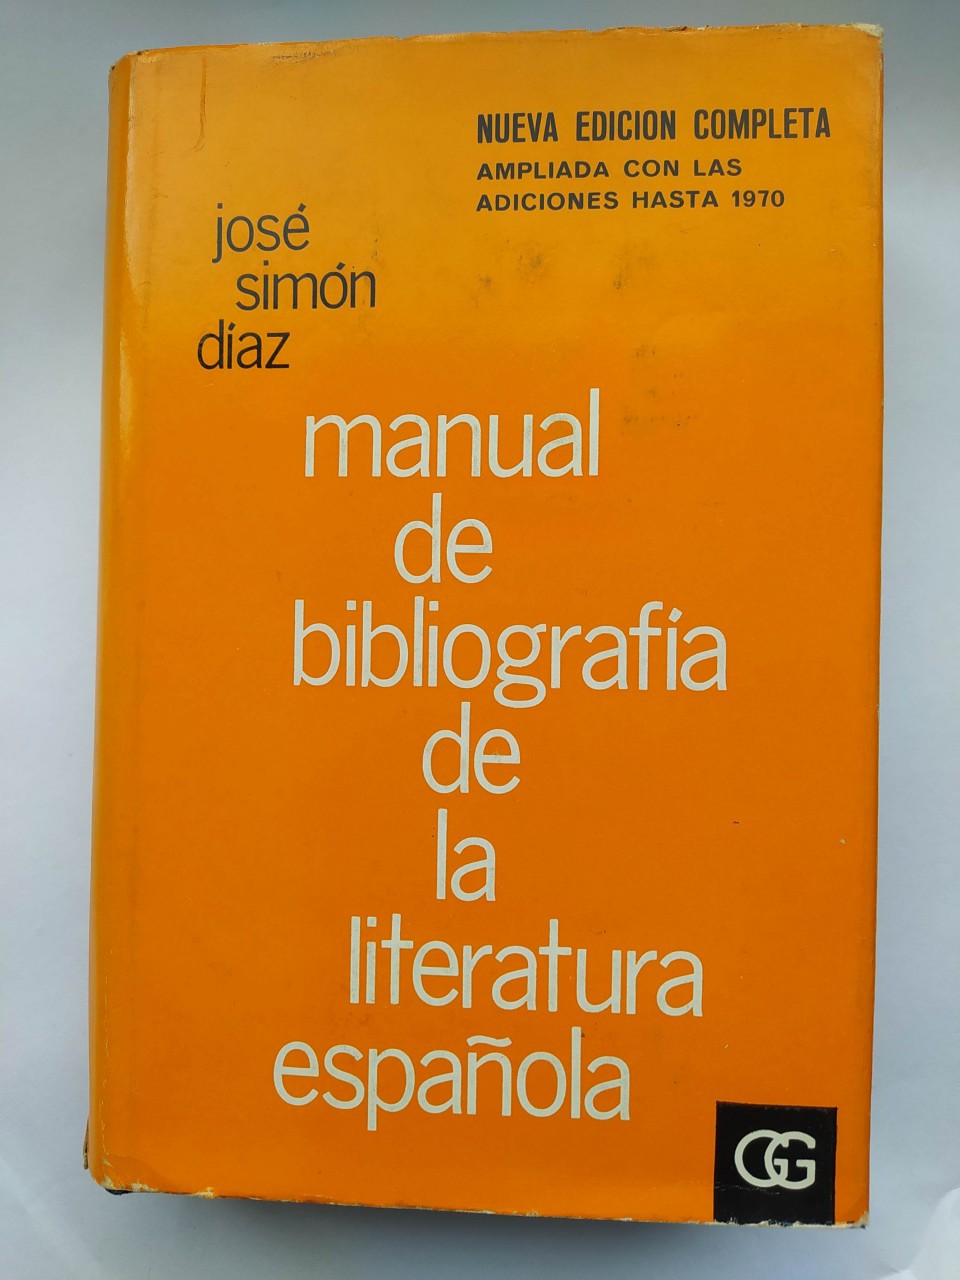 NUEVA EDICION COMPLETA
AMPLIADA CON LAS
ADICIONES HASTA 1970
josé
simón
díaz
manual
de
bibliografía
de
la
literatura
española
GG